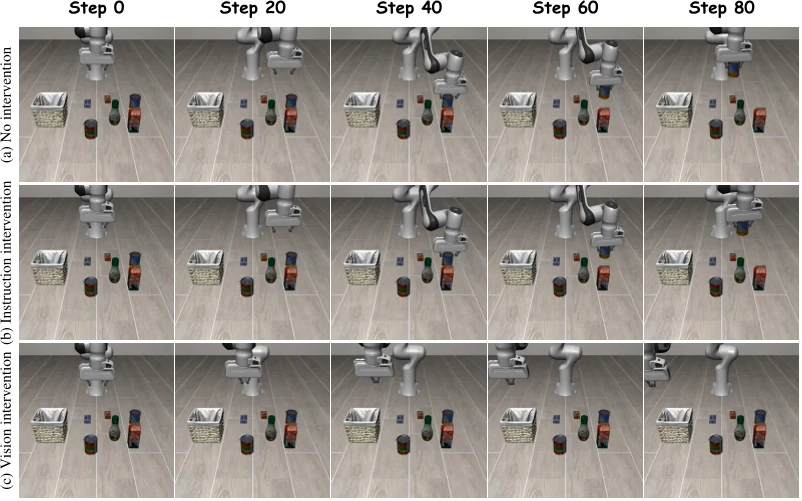 Step 0 Step 20 Step 40 Step 60 Step 80
(a) No intervention
(b) Instruction intervention
(c) Vision intervention